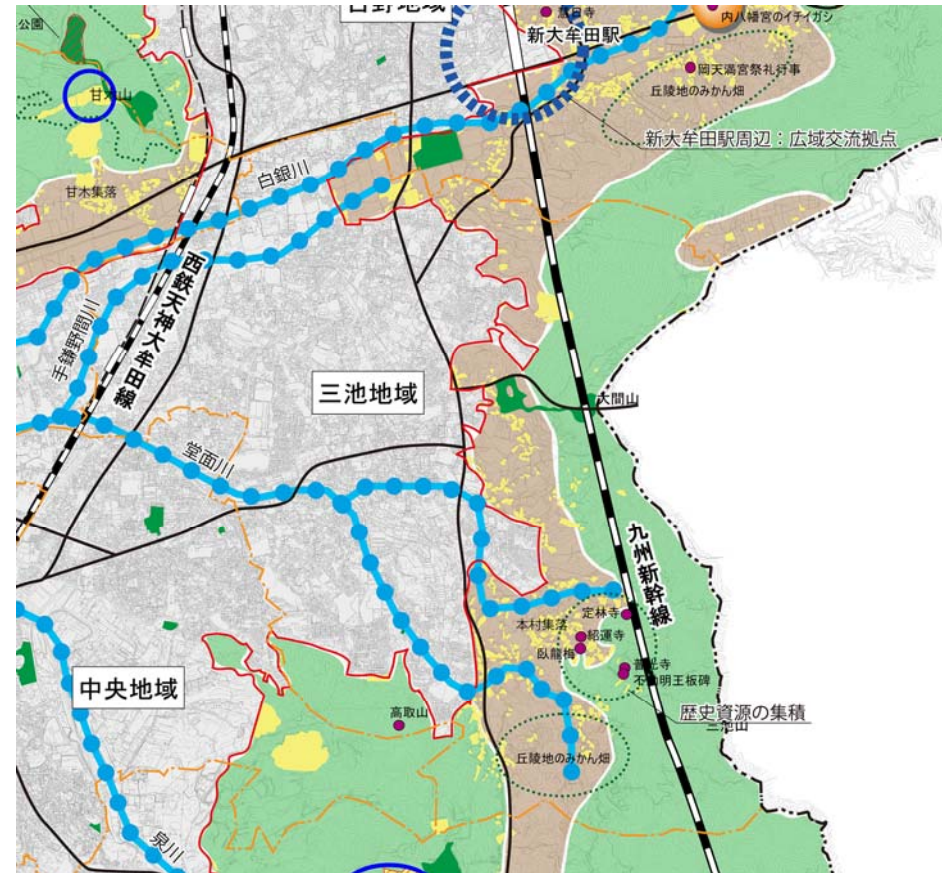 吉野地域
慧日寺
内八幡宮のイチイガシ
新大牟田駅
公園
岡天満宮祭礼行事
甘木山
丘陵地のみかん畑
新大牟田駅周辺：広域交流拠点
白銀川
甘木集落
西鉄天神大牟田線
手鎌野間川
三池地域
大間山
堂面川
九州新幹線
定林寺
本村集落
紹運寺
臥龍梅
普光寺
不動明王板碑
中央地域
歴史資源の集積
高取山
三池山
丘陵地のみかん畑
泉川